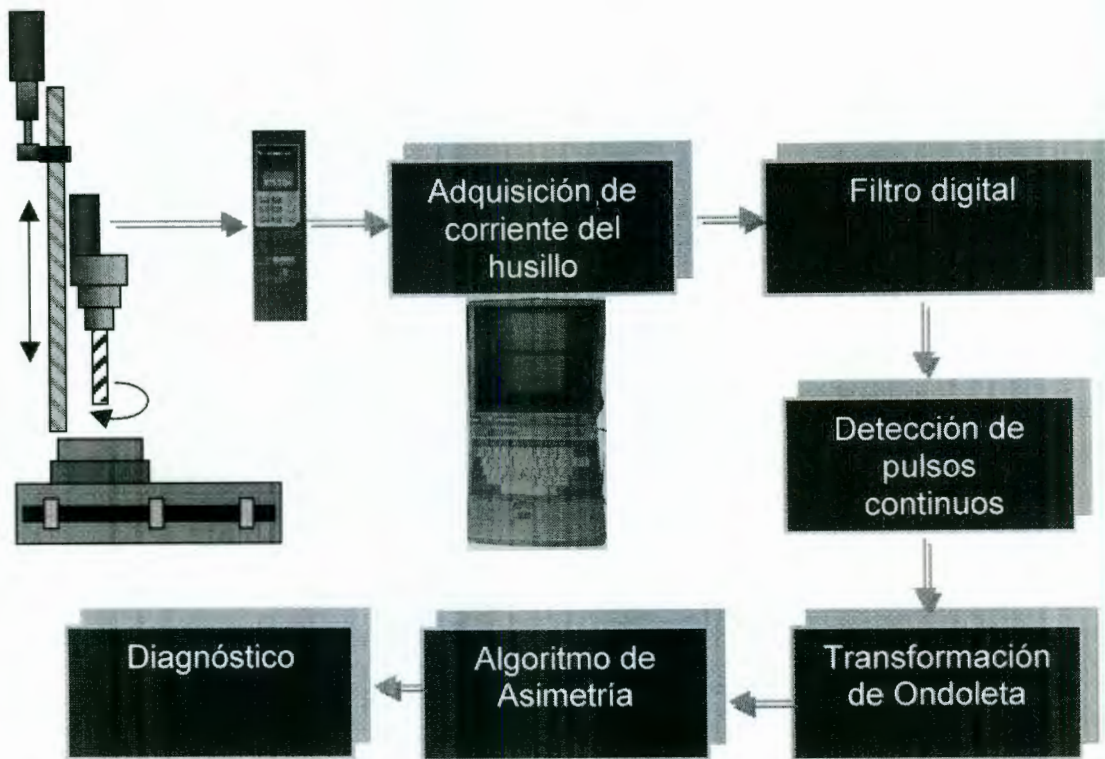 Adquisición de
corriente del
husillo
Filtro digital
Detección de
pulsos
continuos
Transformación
de Ondoleta
Algoritmo de
Asimetría
Diagnóstico